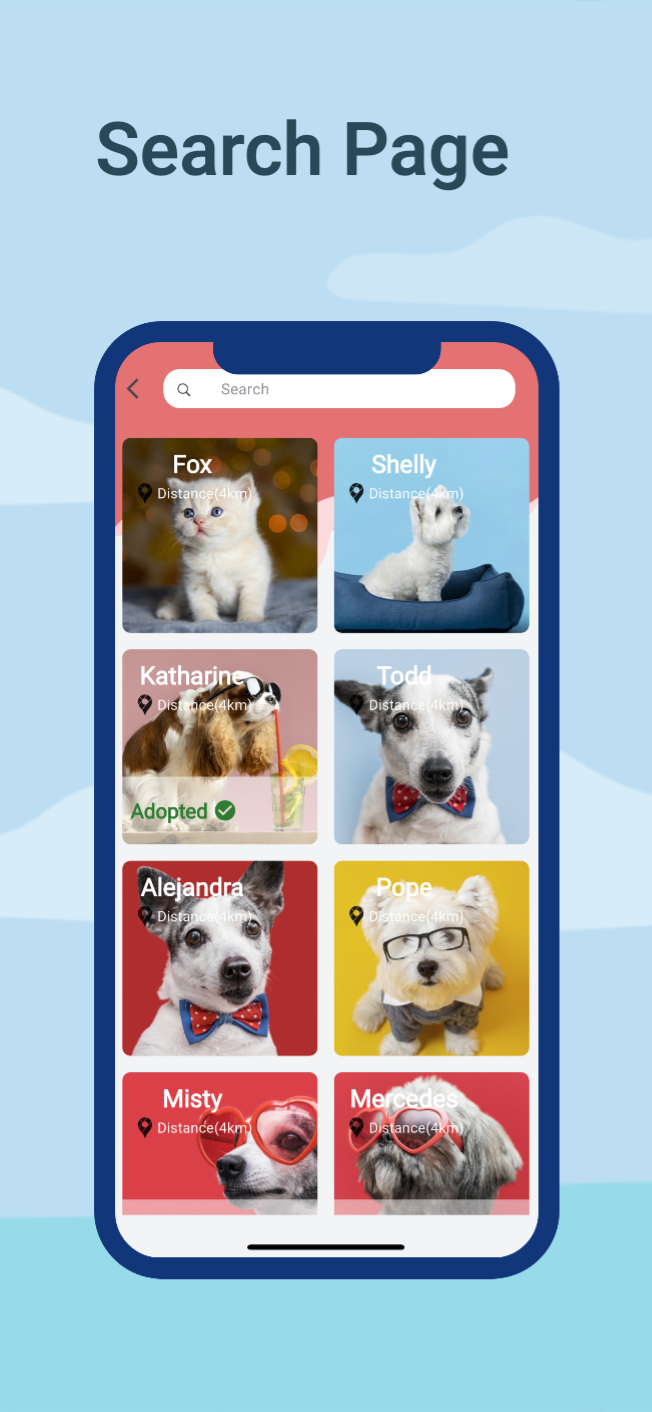 Search Page
Search
Fox
Distance(4km)
Shelly
Distance(4km)
Katharine
Distance(4km)
Adopted
Todd
Distance(4km)
Alejandra
Distance(4km)
Pope
Distance(4km)
Misty
Distance(4km)
Mercedes
Distance(4km)